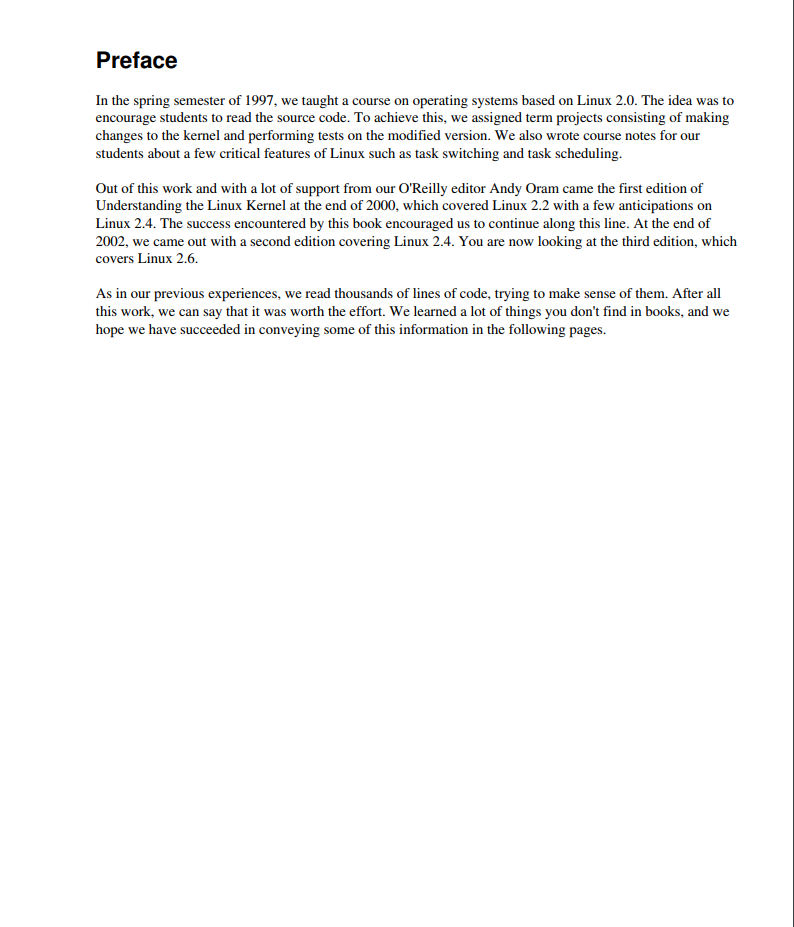 Preface
In the spring semester of 1997, we taught a course on operating systems based on Linux 2.0. The idea was to
encourage students to read the source code. To achieve this, we assigned term projects consisting of making
changes to the kernel and performing tests on the modified version. We also wrote course notes for our
students about a few critical features of Linux such as task switching and task scheduling.
Out of this work and with a lot of support from our O'Reilly editor Andy Oram came the first edition of
Understanding the Linux Kernel at the end of 2000, which covered Linux 2.2 with a few anticipations on
Linux 2.4. The success encountered by this book encouraged us to continue along this line. At the end of
2002, we came out with a second edition covering Linux 2.4. You are now looking at the third edition, which
covers Linux 2.6.
As in our previous experiences, we read thousands of lines of code, trying to make sense of them. After all
this work, we can say that it was worth the effort. We learned a lot of things you don't find in books, and we
hope we have succeeded in conveying some of this information in the following pages.